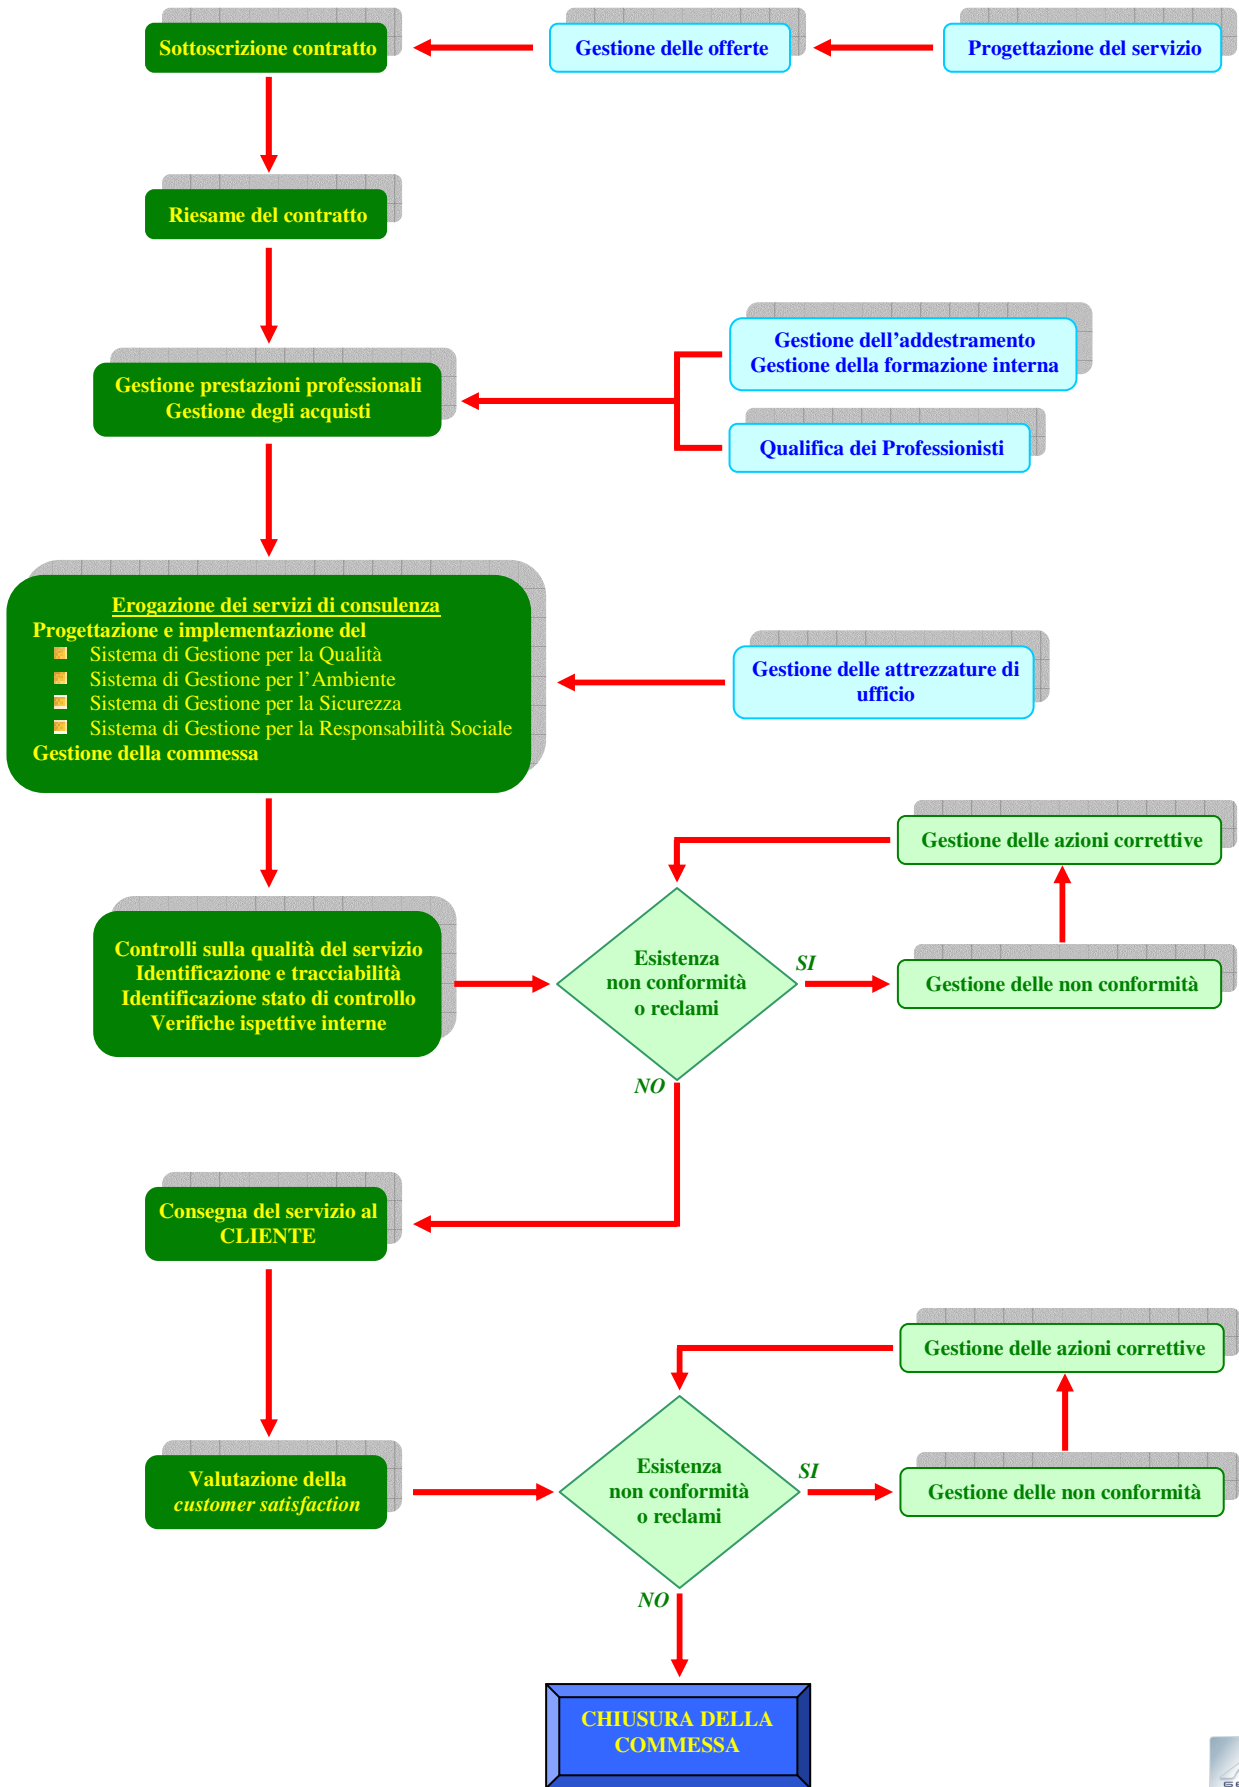 Sottoscrizione contratto
Gestione delle offerte
Progettazione del servizio
Riesame del contratto
Gestione dell’addestramento
Gestione della formazione interna
Gestione prestazioni professionali
Gestione degli acquisti
Qualifica dei Professionisti
Erogazione dei servizi di consulenza
Progettazione e implementazione del
Sistema di Gestione per la Qualità
Sistema di Gestione per l’Ambiente
Sistema di Gestione per la Sicurezza
Sistema di Gestione per la Responsabilità Sociale
Gestione della commessa
Gestione delle attrezzature di
ufficio
Gestione delle azioni correttive
Controlli sulla qualità del servizio
Identificazione e tracciabilità
Identificazione stato di controllo
Verifiche ispettive interne
Esistenza
non conformità
o reclami
SI
Gestione delle non conformità
NO
Consegna del servizio al
CLIENTE
Gestione delle azioni correttive
Valutazione della
customer satisfaction
Esistenza
non conformità
o reclami
SI
Gestione delle non conformità
NO
CHIUSURA DELLA
COMMESSA